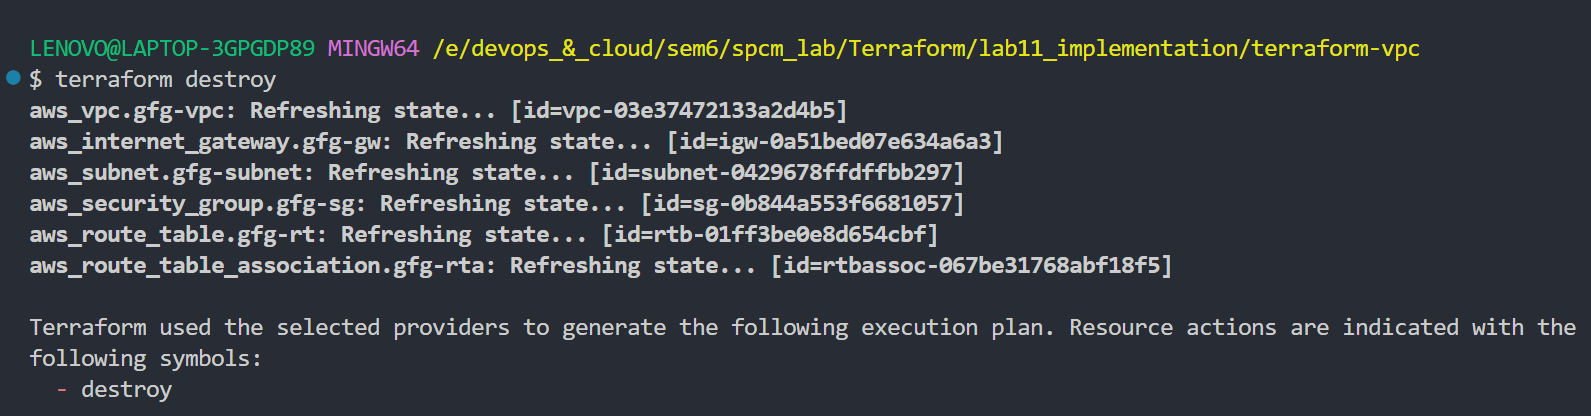 LENOVO@LAPTOP-3GPGDP89 MINGW64 /e/devops_&_cloud/sem6/spcm_lab/Terraform/lab11_implementation/terraform-vpc
$ terraform destroy
aws_vpc.gfg-vpc: Refreshing state... [id=vpc-03e37472133a2d4b5]
aws_internet_gateway.gfg-gw: Refreshing state... [id=igw-0a51bed07e634a6a3]
aws_subnet.gfg-subnet: Refreshing state... [id=subnet-0429678ffdffbb297]
aws_security_group.gfg-sg: Refreshing state... [id=sg-0b844a553f6681057]
aws_route_table.gfg-rt: Refreshing state... [id=rtb-01ff3be0e8d654cbf]
aws_route_table_association.gfg-rta: Refreshing state... [id=rtbassoc-067be31768abf18f5]
Terraform used the selected providers to generate the following execution plan. Resource actions are indicated with the
following symbols:
- destroy